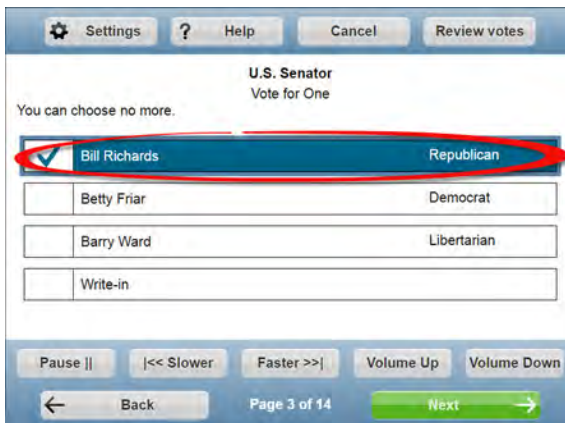 Settings ? Help Cancel Review votes
U.S. Senator
Vote for One
You can choose no more.
Bill Richards Republican
Betty Friar Democrat
Barry Ward Libertarian
Write-in
Pause || |<< Slower Faster >>| Volume Up Volume Down
← Back Page 3 of 14 Next →